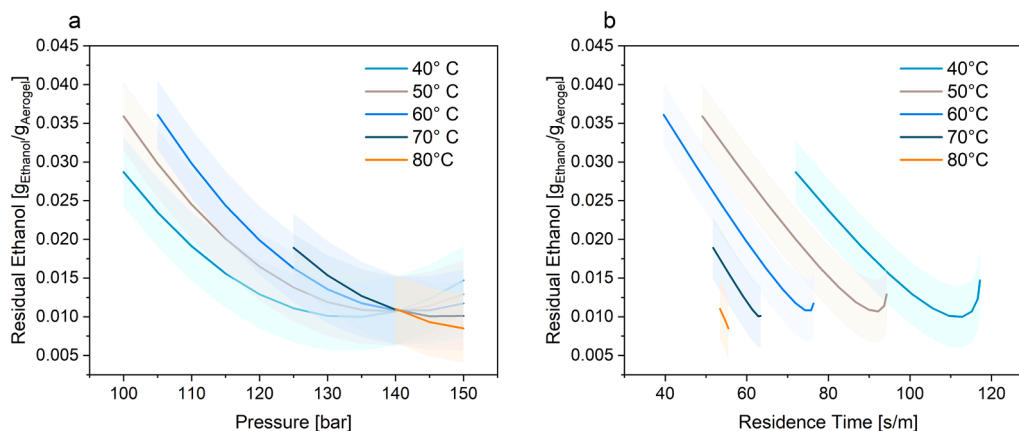 a
Residual Ethanol [gEthanol/gAerogel]
0.045
0.040
0.035
0.030
0.025
0.020
0.015
0.010
0.005
40° C
50° C
60° C
70° C
80°C
100 110 120 130 140 150
Pressure [bar]
b
Residual Ethanol [gEthanol/gAerogel]
0.045
0.040
0.035
0.030
0.025
0.020
0.015
0.010
0.005
40°C
50°C
60°C
70°C
80°C
40 60 80 100 120
Residence Time [s/m]